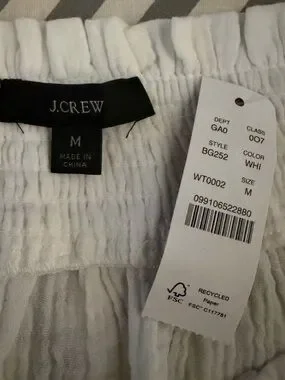 J.CREW
M
MADE IN
CHINA
DEPT CLASS
GA0 007
STYLE COLOR
BG252 WHI
SIZE
WT0002 M
099106522880
FSC
RECYCLED
Paper
FSC® C117781